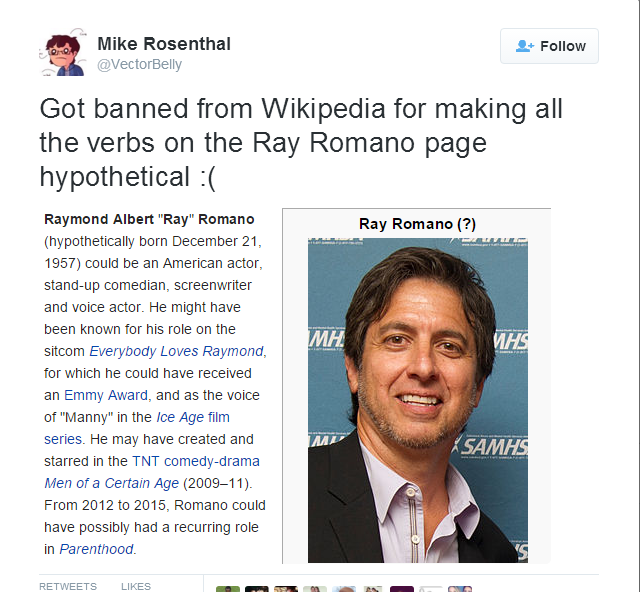 Mike Rosenthal
@VectorBelly
Follow
Got banned from Wikipedia for making all
the verbs on the Ray Romano page
hypothetical :(
Raymond Albert "Ray" Romano
(hypothetically born December 21,
1957) could be an American actor,
stand-up comedian, screenwriter
and voice actor. He might have
been known for his role on the
sitcom Everybody Loves Raymond,
for which he could have received
an Emmy Award, and as the voice
of "Manny" in the Ice Age film
series. He may have created and
starred in the TNT comedy-drama
Men of a Certain Age (2009–11).
From 2012 to 2015, Romano could
have possibly had a recurring role
in Parenthood.
Ray Romano (?)
SAMHS
AMHS
MHS
AMH
SAMHS
RETWEETS LIKES